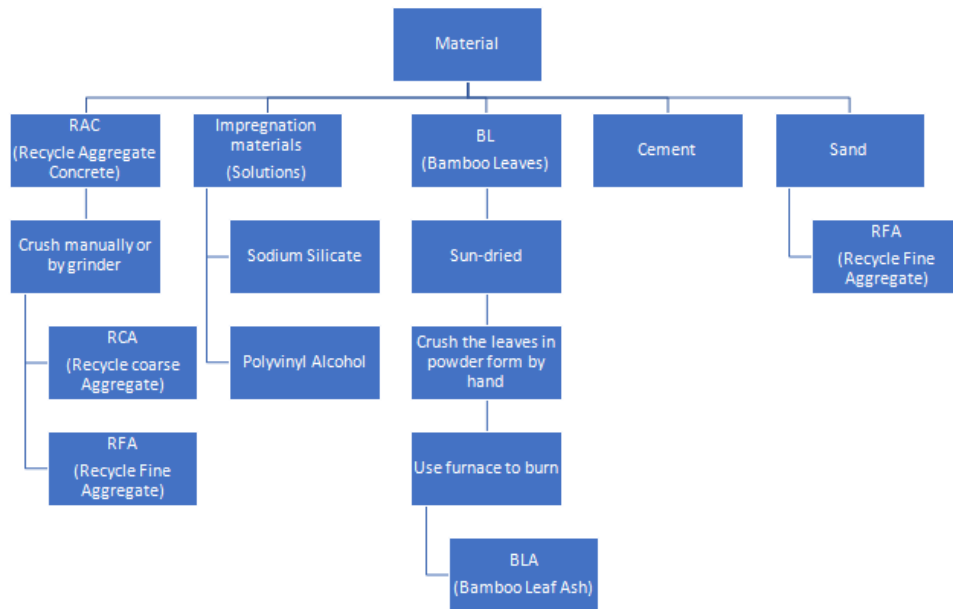 Material
RAC
(Recycle Aggregate
Concrete)
Crush manually or
by grinder
RCA
(Recycle coarse
Aggregate)
RFA
(Recycle Fine
Aggregate)
Impregnation
materials
(Solutions)
Sodium Silicate
Polyvinyl Alcohol
BL
(Bamboo Leaves)
Sun-dried
Crush the leaves in
powder form by
hand
Use furnace to burn
BLA
(Bamboo Leaf Ash)
Cement
Sand
RFA
(Recycle Fine
Aggregate)